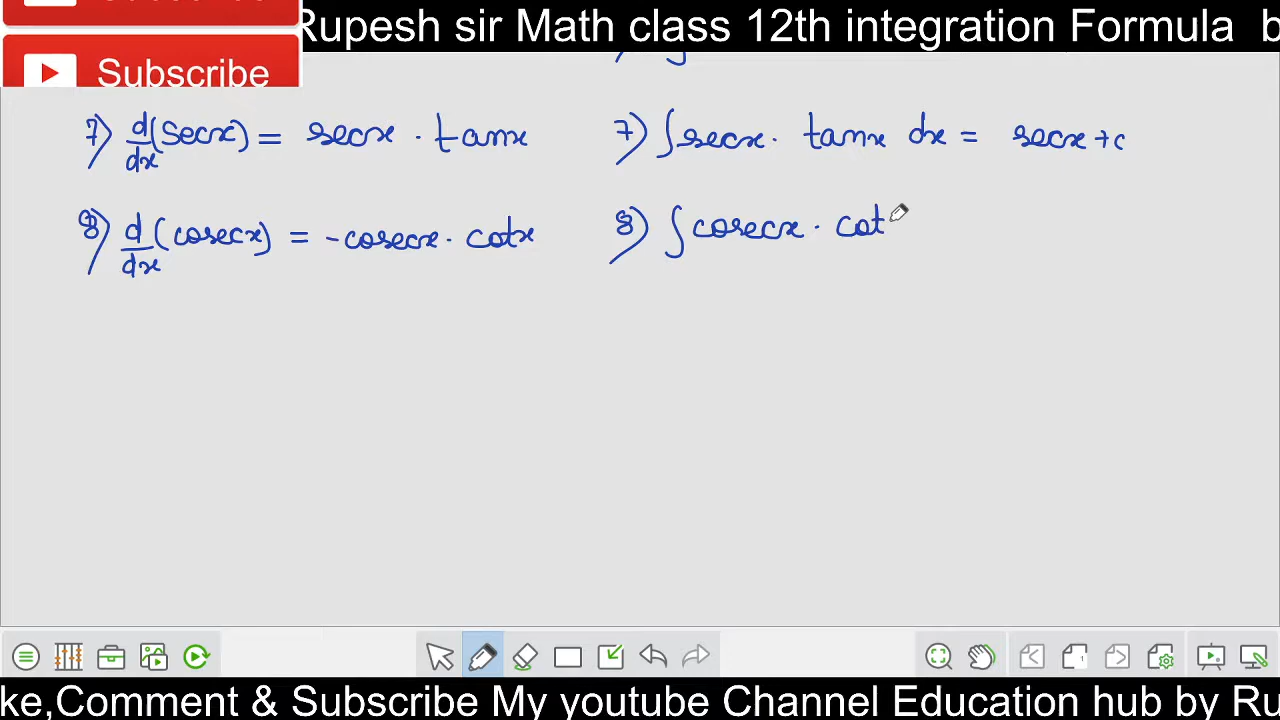 Rupesh sir Math class 12th integration Formula b
Subscribe
7) d/dx (secx) = secx · tanx
7) ∫secx · tanx dx = secx + c
8) d/dx (cosecx) = -cosecx · cotx
8) ∫cosecx · cot
ke,Comment & Subscribe My youtube Channel Education hub by Ru